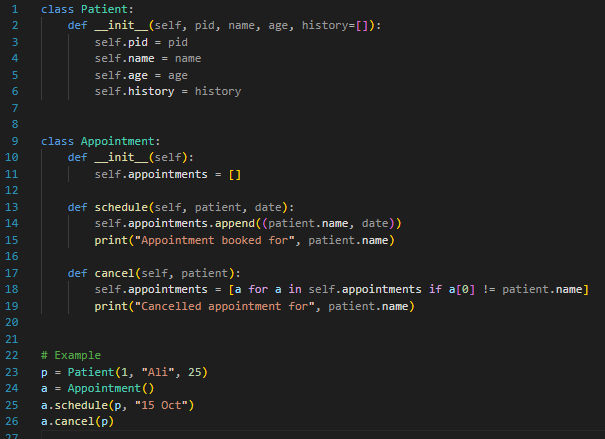 1 class Patient:
2     def __init__(self, pid, name, age, history=[]):
3         self.pid = pid
4         self.name = name
5         self.age = age
6         self.history = history
7
8
9 class Appointment:
10     def __init__(self):
11         self.appointments = []
12
13     def schedule(self, patient, date):
14         self.appointments.append((patient.name, date))
15         print("Appointment booked for", patient.name)
16
17     def cancel(self, patient):
18         self.appointments = [a for a in self.appointments if a[0] != patient.name]
19         print("Cancelled appointment for", patient.name)
20
21
22 # Example
23 p = Patient(1, "Ali", 25)
24 a = Appointment()
25 a.schedule(p, "15 Oct")
26 a.cancel(p)
27